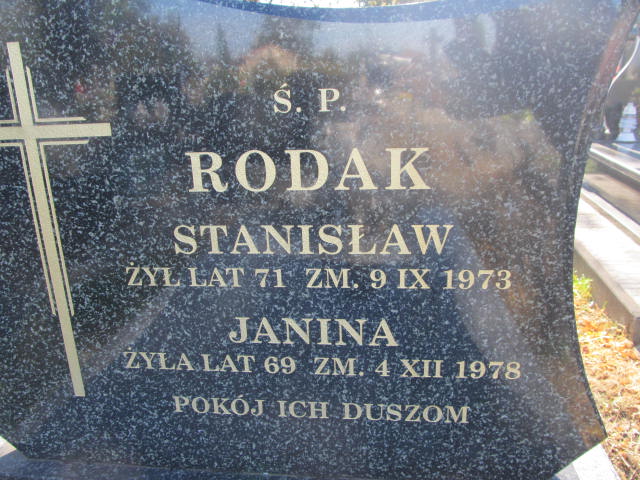 Ś. P.
RODAK
STANISŁAW
ŻYŁ LAT 71 ZM. 9 IX 1973
JANINA
ŻYŁA LAT 69 ZM. 4 XII 1978
POKÓJ ICH DUSZOM